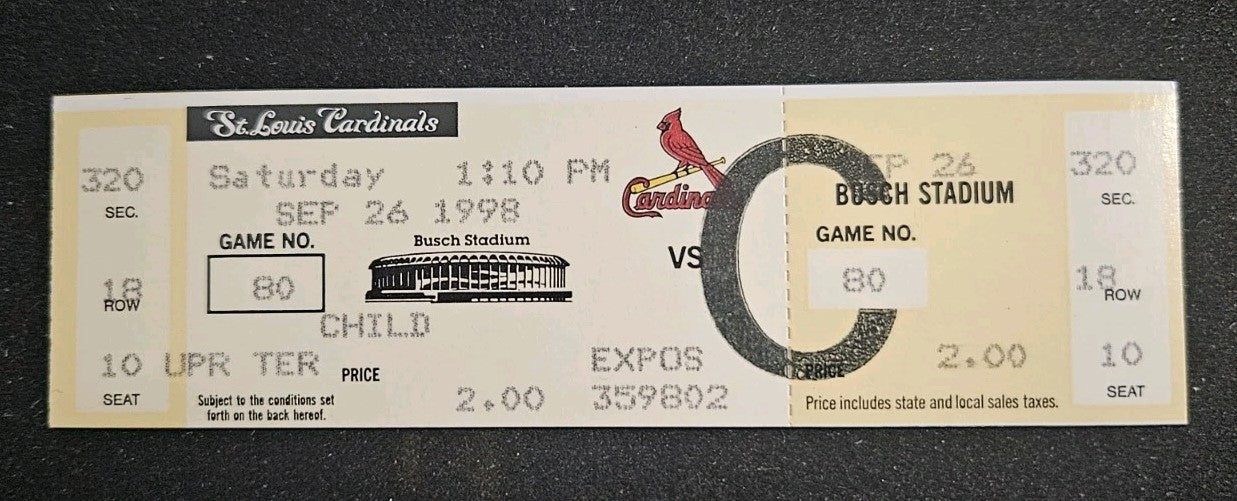 St. Louis Cardinals
320
SEC.
Saturday 1:10 PM
SEP 26 1998
GAME NO.
80
Busch Stadium
18
ROW
CHILD
10 UPR TER
SEAT
PRICE
2.00
Subject to the conditions set
forth on the back hereof.
Cardinals
VS
EXPOS
359802
C
SEP 26
BUSCH STADIUM
GAME NO.
80
PRICE
2.00
Price includes state and local sales taxes.
320
SEC.
18
ROW
10
SEAT